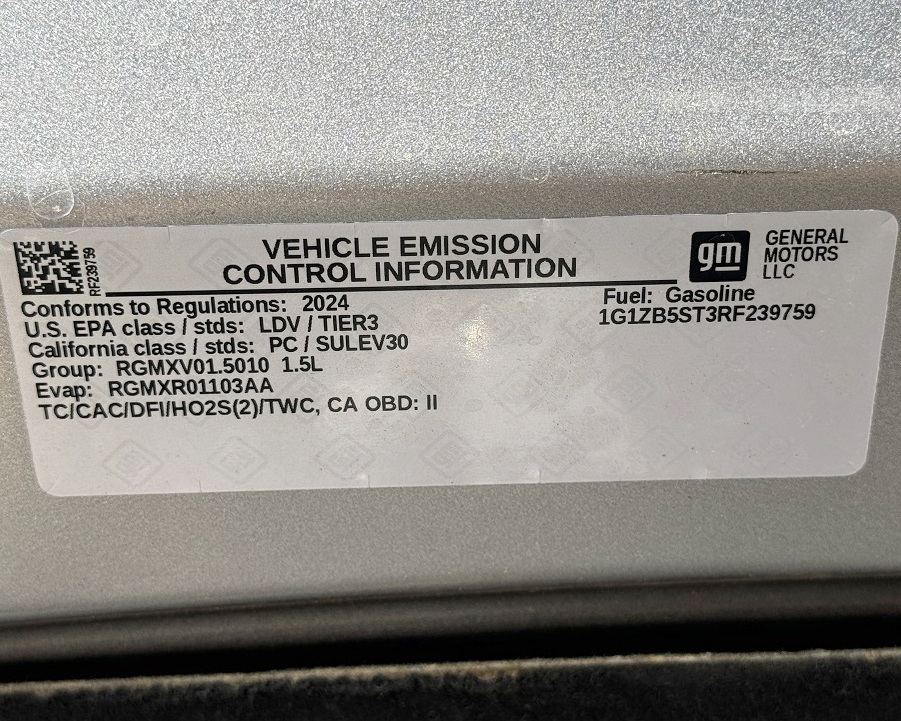 RF239759
VEHICLE EMISSION
CONTROL INFORMATION
gm
GENERAL
MOTORS
LLC
Conforms to Regulations: 2024
U.S. EPA class / stds: LDV / TIER3
California class / stds: PC / SULEV30
Group: RGMXV01.5010 1.5L
Evap: RGMXR01103AA
TC/CAC/DFI/HO2S(2)/TWC, CA OBD: II
Fuel: Gasoline
1G1ZB5ST3RF239759